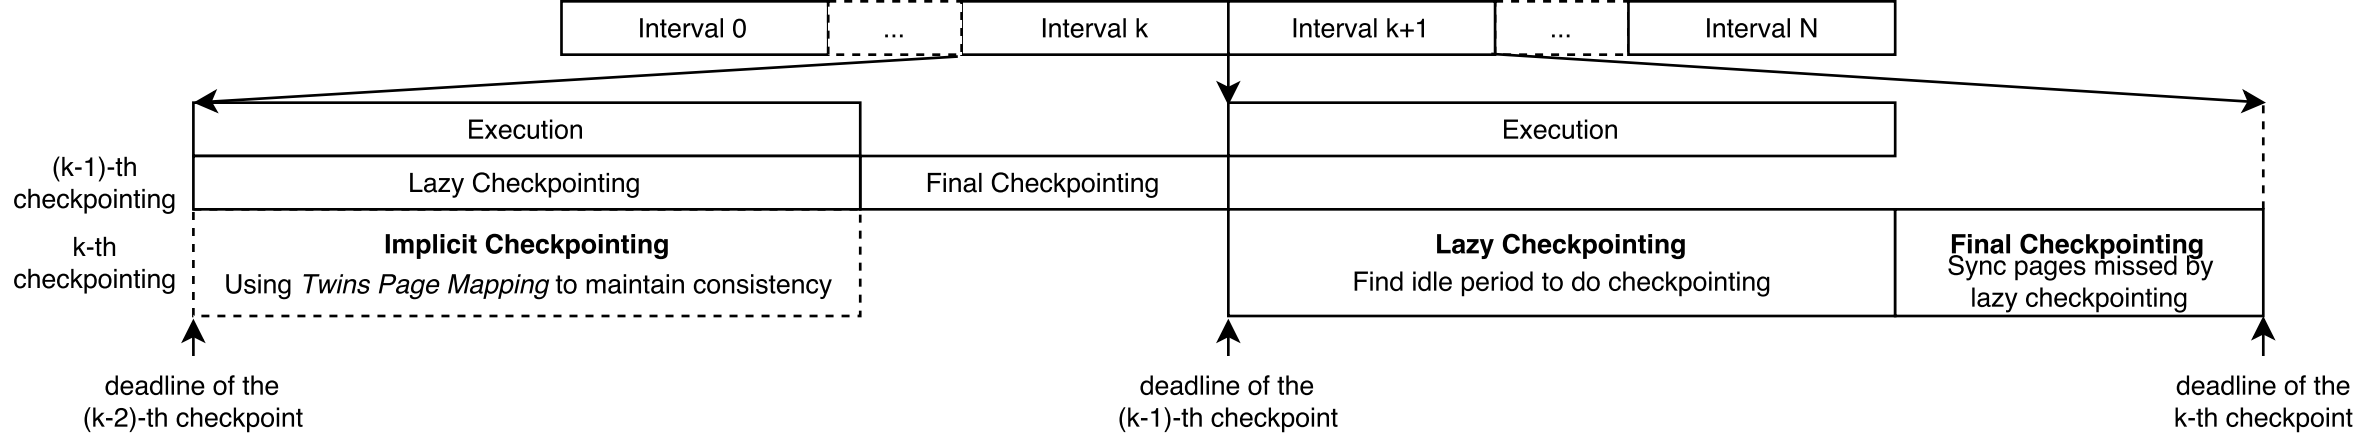 Interval 0
...
Interval k
Interval k+1
...
Interval N
Execution
Execution
(k-1)-th
checkpointing
Lazy Checkpointing
Final Checkpointing
k-th
checkpointing
Implicit Checkpointing
Using Twins Page Mapping to maintain consistency
Lazy Checkpointing
Find idle period to do checkpointing
Final Checkpointing
Sync pages missed by
lazy checkpointing
deadline of the
(k-2)-th checkpoint
deadline of the
(k-1)-th checkpoint
deadline of the
k-th checkpoint